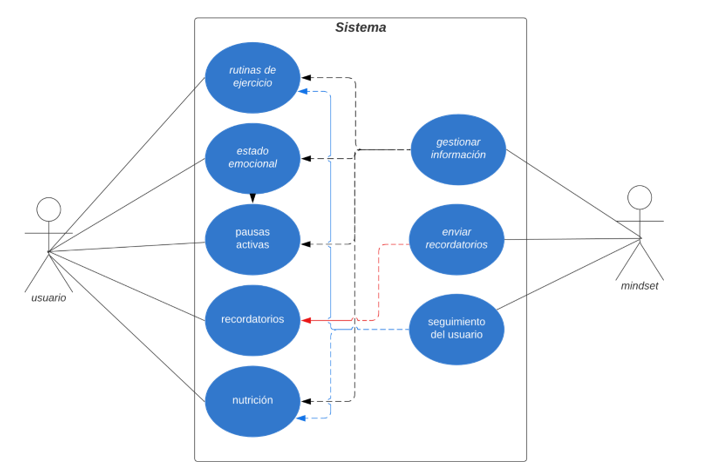 Sistema
rutinas de
ejercicio
estado
emocional
pausas
activas
recordatorios
nutrición
gestionar
información
enviar
recordatorios
seguimiento
del usuario
usuario
mindset